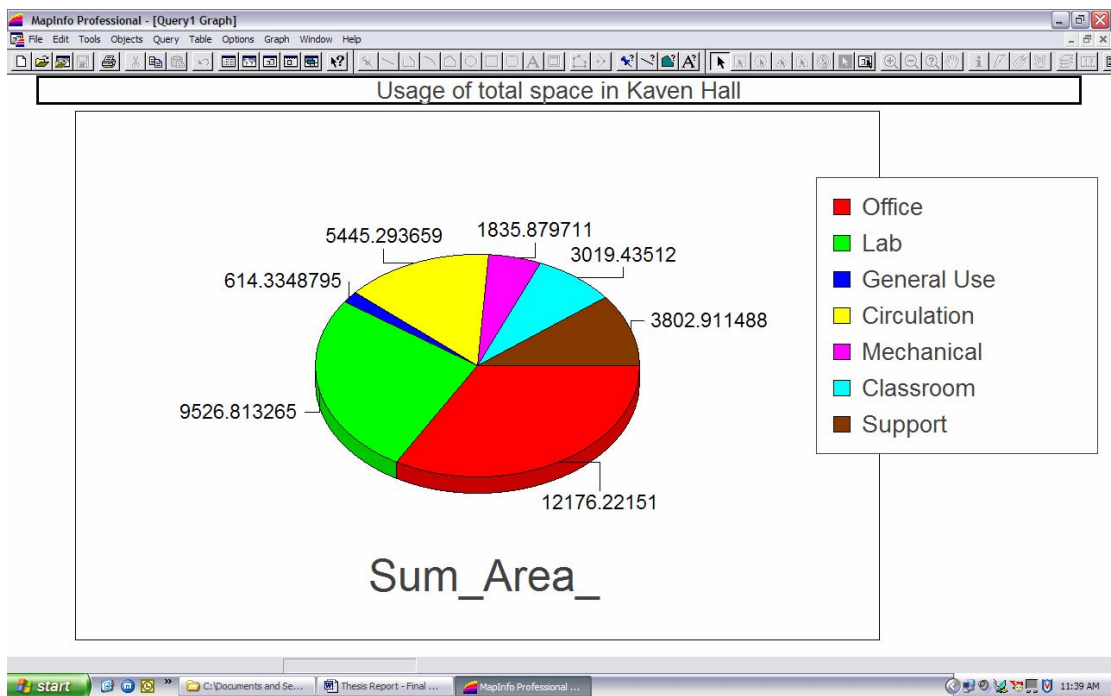 MapInfo Professional - [Query1 Graph]
File Edit Tools Objects Query Table Options Graph Window Help
Usage of total space in Kaven Hall
5445.293659
1835.879711
3019.43512
614.3348795
3802.911488
9526.813265
12176.22151
Office
Lab
General Use
Circulation
Mechanical
Classroom
Support
Sum_Area_
start
C:\Documents and Se...
Thesis Report - Final ...
MapInfo Professional ...
11:39 AM